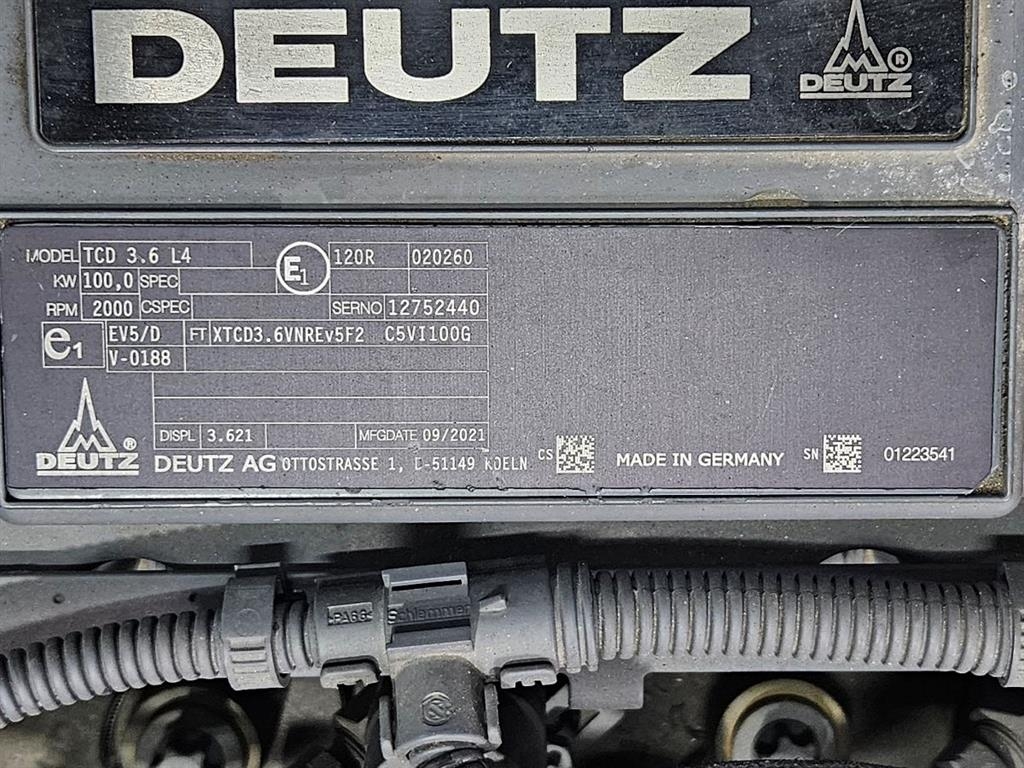 DEUTZ
DEUTZ ®
MODEL TCD 3.6 L4 E1 120R 020260
KW 100,0 SPEC
RPM 2000 CSPEC SERNO 12752440
e1 EV5/D FT XTCD3.6VNREv5F2 C5VI100G
V-0188
DISPL 3.621 MFGDATE 09/2021
DEUTZ ®
DEUTZ AG OTTOSTRASSE 1, D-51149 KOELN CS MADE IN GERMANY SN 01223541
>PA66< Schlemmer